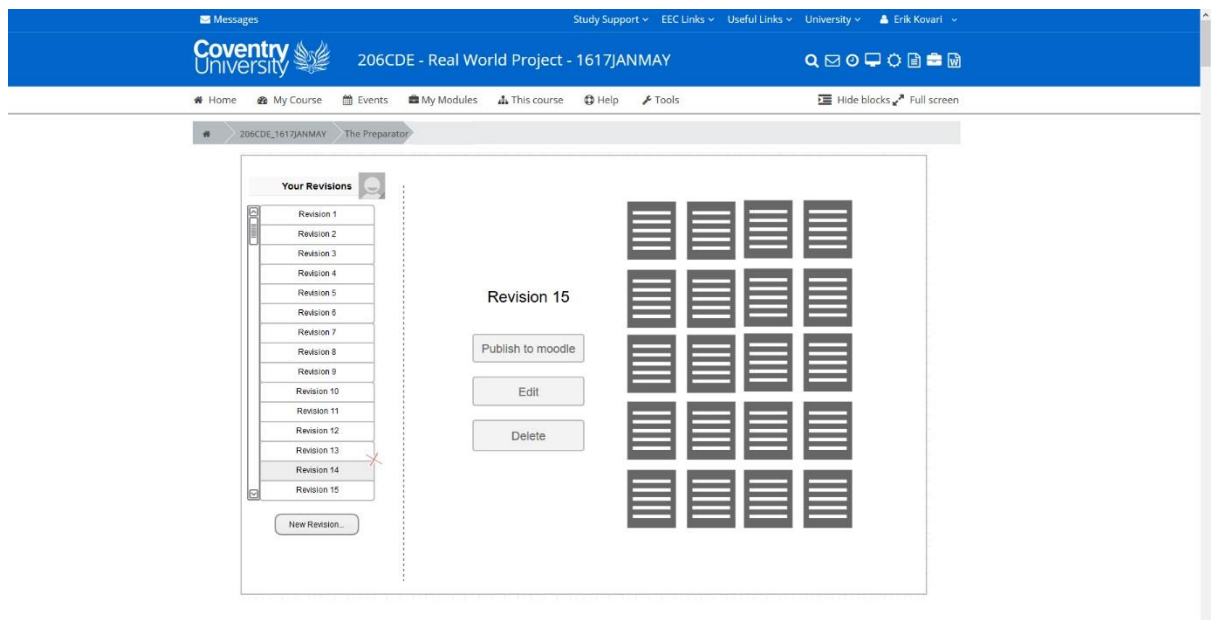 Messages Study Support EEC Links Useful Links University Erik Kovari
Coventry University 206CDE - Real World Project - 1617JANMAY
Home My Course Events My Modules This course Help Tools Hide blocks Full screen
206CDE_1617JANMAY The Preparator
Your Revisions
Revision 1
Revision 2
Revision 3
Revision 4
Revision 5
Revision 6
Revision 7
Revision 8
Revision 9
Revision 10
Revision 11
Revision 12
Revision 13
Revision 14
Revision 15
New Revision...
Revision 15
Publish to moodle
Edit
Delete